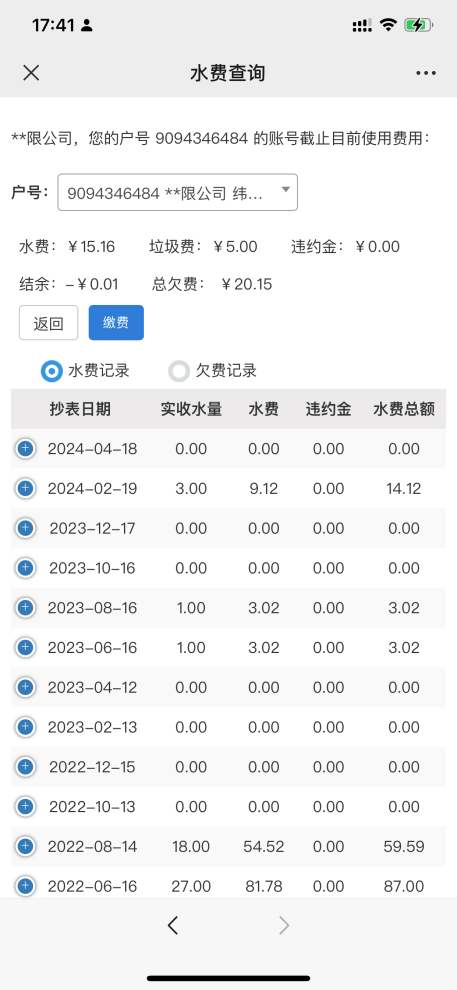 17:41
水费查询
**限公司，您的户号 9094346484 的账号截止目前使用费用：
户号： 9094346484 **限公司 纬...
水费：￥15.16 垃圾费：￥5.00 违约金：￥0.00
结余：-￥0.01 总欠费：￥20.15
返回 缴费
水费记录 欠费记录
抄表日期 实收水量 水费 违约金 水费总额
2024-04-18 0.00 0.00 0.00 0.00
2024-02-19 3.00 9.12 0.00 14.12
2023-12-17 0.00 0.00 0.00 0.00
2023-10-16 0.00 0.00 0.00 0.00
2023-08-16 1.00 3.02 0.00 3.02
2023-06-16 1.00 3.02 0.00 3.02
2023-04-12 0.00 0.00 0.00 0.00
2023-02-13 0.00 0.00 0.00 0.00
2022-12-15 0.00 0.00 0.00 0.00
2022-10-13 0.00 0.00 0.00 0.00
2022-08-14 18.00 54.52 0.00 59.59
2022-06-16 27.00 81.78 0.00 87.00